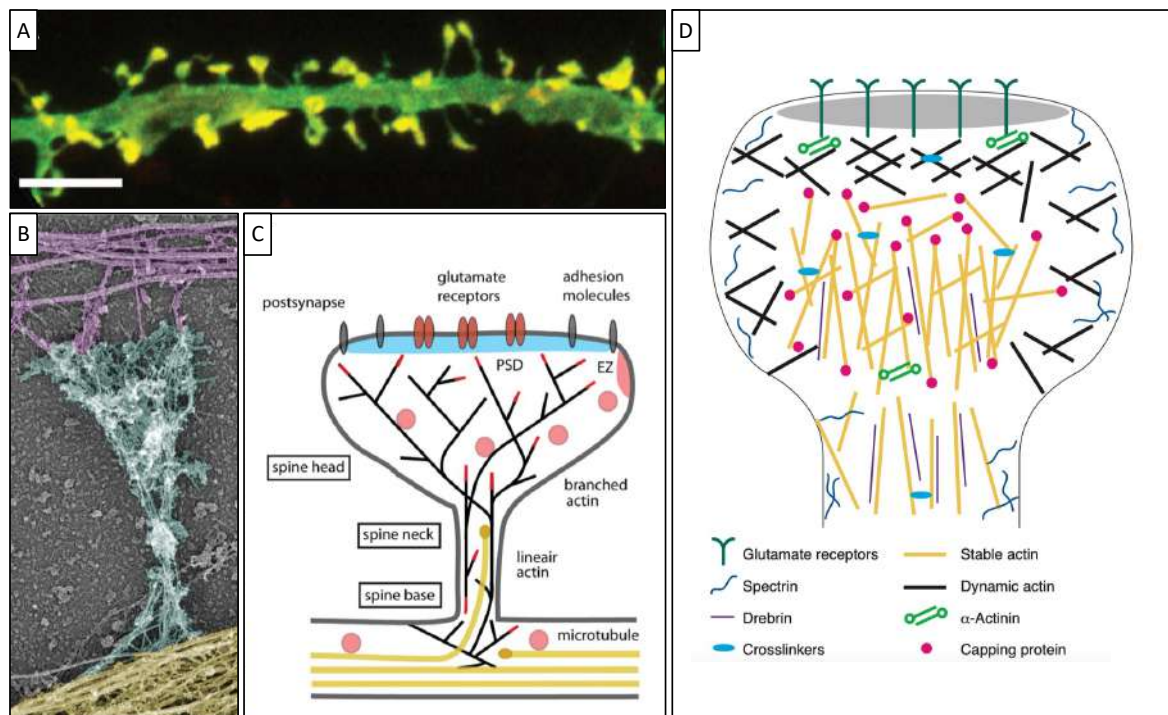 A
B
C
postsynapse
glutamate
receptors
adhesion
molecules
PSD
EZ
spine head
branched
actin
spine neck
lineair
actin
spine base
microtubule
D
Glutamate receptors
Spectrin
Drebrin
Crosslinkers
Stable actin
Dynamic actin
α-Actinin
Capping protein